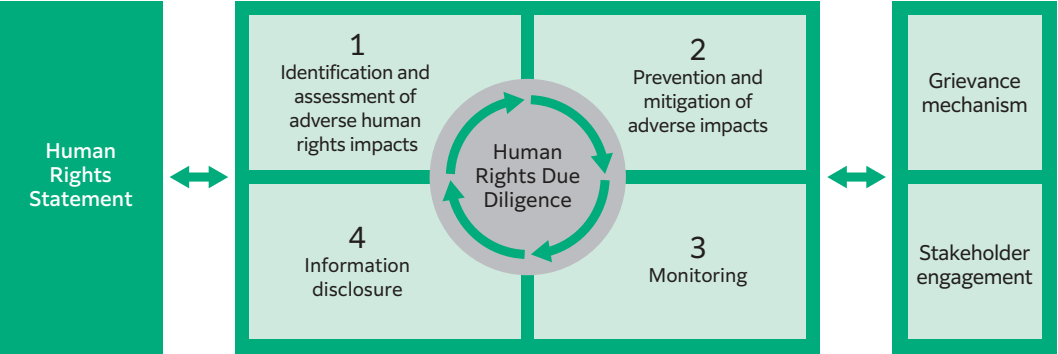 Human
Rights
Statement
1
Identification and
assessment of
adverse human
rights impacts
2
Prevention and
mitigation of
adverse impacts
Human
Rights Due
Diligence
4
Information
disclosure
3
Monitoring
Grievance
mechanism
Stakeholder
engagement